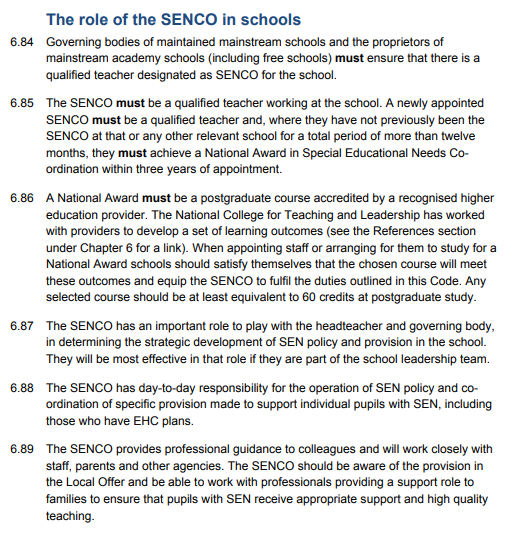 The role of the SENCO in schools
6.84 Governing bodies of maintained mainstream schools and the proprietors of
mainstream academy schools (including free schools) must ensure that there is a
qualified teacher designated as SENCO for the school.
6.85 The SENCO must be a qualified teacher working at the school. A newly appointed
SENCO must be a qualified teacher and, where they have not previously been the
SENCO at that or any other relevant school for a total period of more than twelve
months, they must achieve a National Award in Special Educational Needs Co-
ordination within three years of appointment.
6.86 A National Award must be a postgraduate course accredited by a recognised higher
education provider. The National College for Teaching and Leadership has worked
with providers to develop a set of learning outcomes (see the References section
under Chapter 6 for a link). When appointing staff or arranging for them to study for a
National Award schools should satisfy themselves that the chosen course will meet
these outcomes and equip the SENCO to fulfil the duties outlined in this Code. Any
selected course should be at least equivalent to 60 credits at postgraduate study.
6.87 The SENCO has an important role to play with the headteacher and governing body,
in determining the strategic development of SEN policy and provision in the school.
They will be most effective in that role if they are part of the school leadership team.
6.88 The SENCO has day-to-day responsibility for the operation of SEN policy and co-
ordination of specific provision made to support individual pupils with SEN, including
those who have EHC plans.
6.89 The SENCO provides professional guidance to colleagues and will work closely with
staff, parents and other agencies. The SENCO should be aware of the provision in
the Local Offer and be able to work with professionals providing a support role to
families to ensure that pupils with SEN receive appropriate support and high quality
teaching.